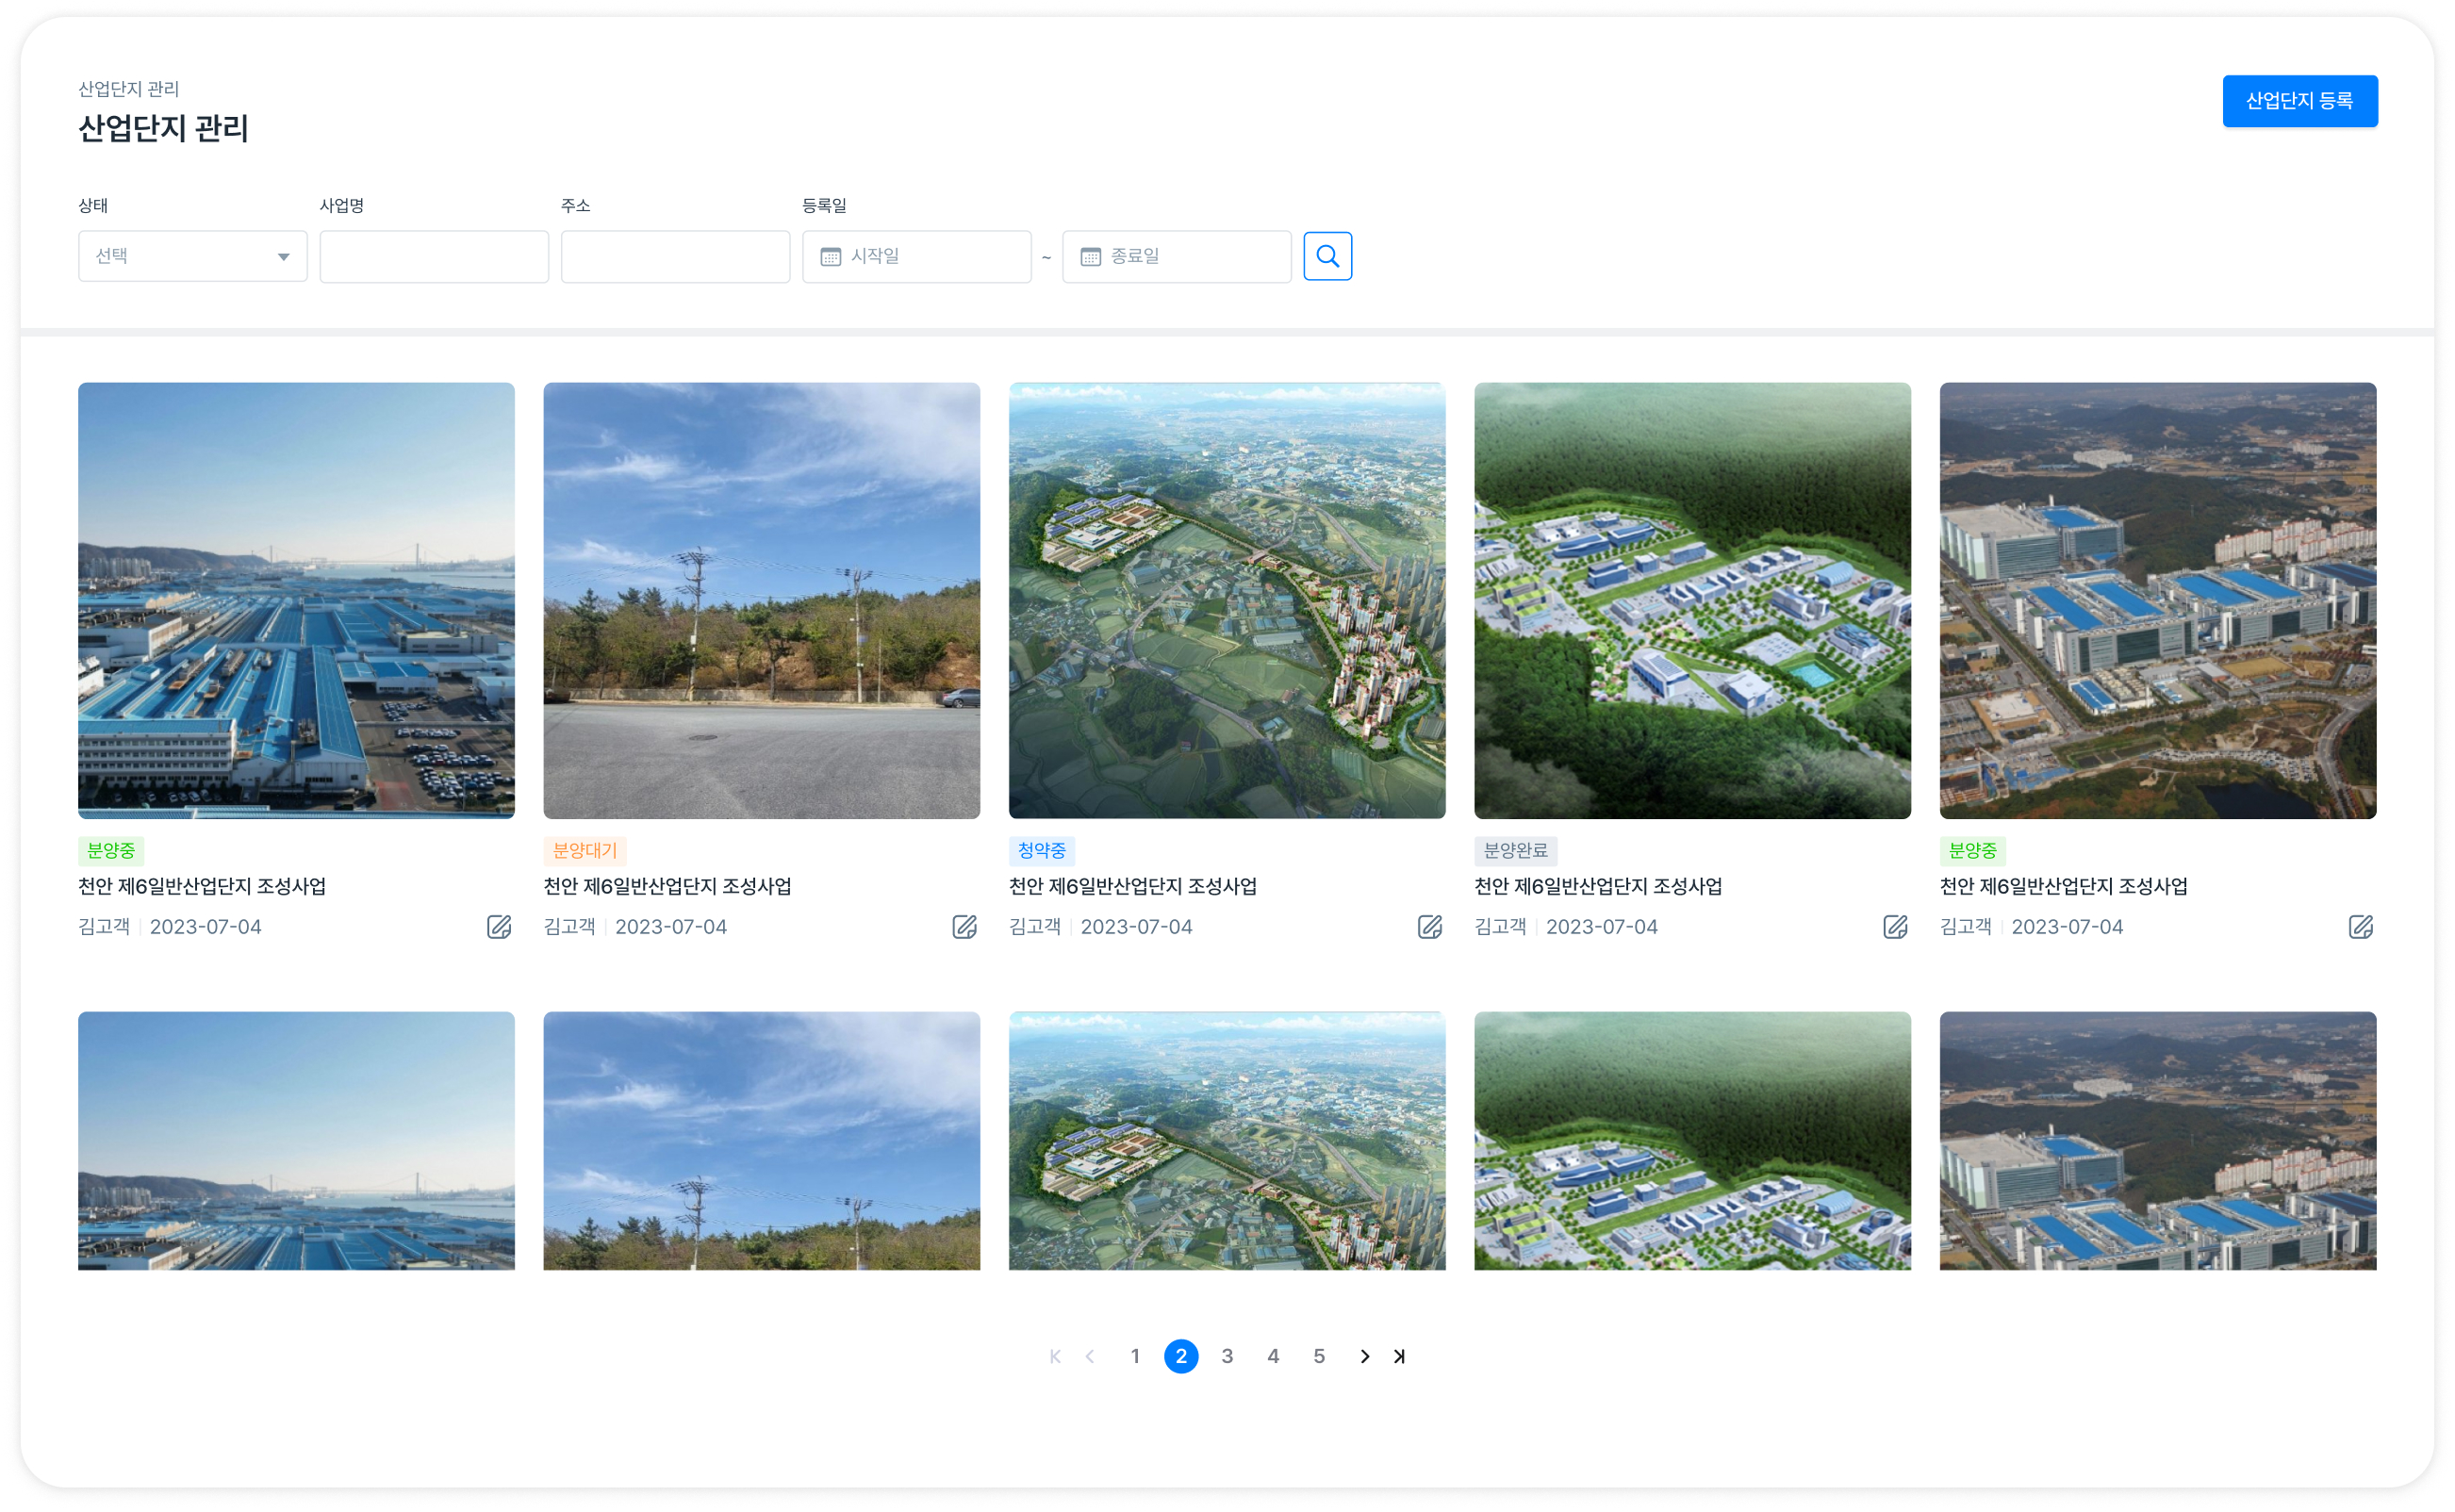 산업단지 관리
산업단지 관리
산업단지 등록
상태
사업명
주소
등록일
선택
시작일
~
종료일
분양중
천안 제6일반산업단지 조성사업
김고객 2023-07-04
분양대기
천안 제6일반산업단지 조성사업
김고객 2023-07-04
청약중
천안 제6일반산업단지 조성사업
김고객 2023-07-04
분양완료
천안 제6일반산업단지 조성사업
김고객 2023-07-04
분양중
천안 제6일반산업단지 조성사업
김고객 2023-07-04
1 2 3 4 5